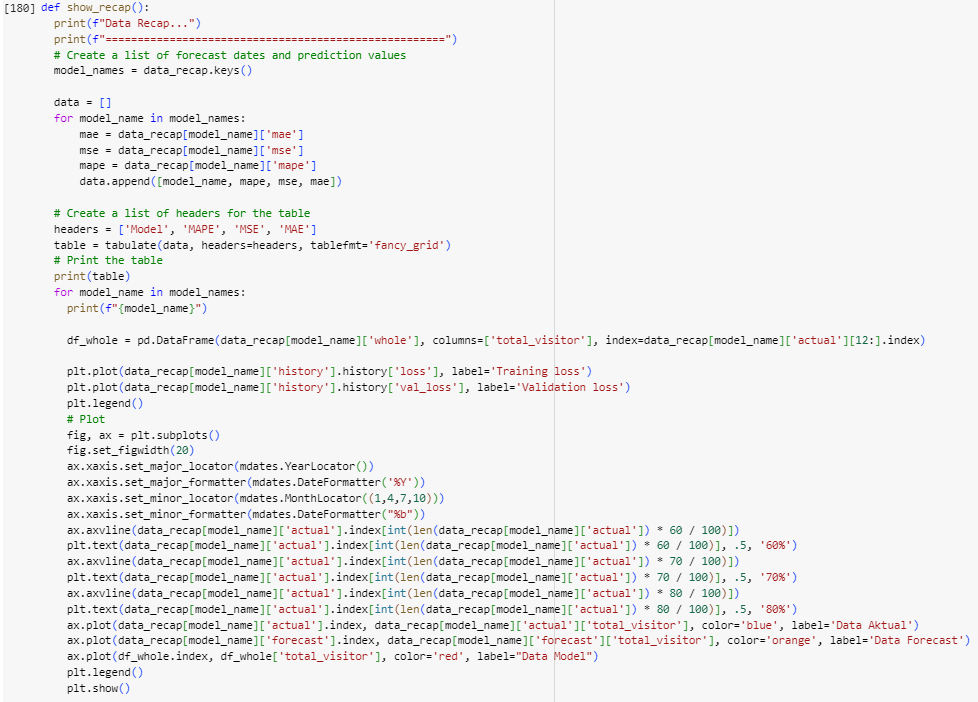 [180] def show_recap():
    print(f"Data Recap...")
    print(f"=====================================================")
    # Create a list of forecast dates and prediction values
    model_names = data_recap.keys()

    data = []
    for model_name in model_names:
        mae = data_recap[model_name]['mae']
        mse = data_recap[model_name]['mse']
        mape = data_recap[model_name]['mape']
        data.append([model_name, mape, mse, mae])

    # Create a list of headers for the table
    headers = ['Model', 'MAPE', 'MSE', 'MAE']
    table = tabulate(data, headers=headers, tablefmt='fancy_grid')
    # Print the table
    print(table)
    for model_name in model_names:
      print(f"{model_name}")

      df_whole = pd.DataFrame(data_recap[model_name]['whole'], columns=['total_visitor'], index=data_recap[model_name]['actual'][12:].index)

      plt.plot(data_recap[model_name]['history'].history['loss'], label='Training loss')
      plt.plot(data_recap[model_name]['history'].history['val_loss'], label='Validation loss')
      plt.legend()
      # Plot
      fig, ax = plt.subplots()
      fig.set_figwidth(20)
      ax.xaxis.set_major_locator(mdates.YearLocator())
      ax.xaxis.set_major_formatter(mdates.DateFormatter('%Y'))
      ax.xaxis.set_minor_locator(mdates.MonthLocator((1,4,7,10)))
      ax.xaxis.set_minor_formatter(mdates.DateFormatter("%b"))
      ax.axvline(data_recap[model_name]['actual'].index[int(len(data_recap[model_name]['actual']) * 60 / 100)])
      plt.text(data_recap[model_name]['actual'].index[int(len(data_recap[model_name]['actual']) * 60 / 100)], .5, '60%')
      ax.axvline(data_recap[model_name]['actual'].index[int(len(data_recap[model_name]['actual']) * 70 / 100)])
      plt.text(data_recap[model_name]['actual'].index[int(len(data_recap[model_name]['actual']) * 70 / 100)], .5, '70%')
      ax.axvline(data_recap[model_name]['actual'].index[int(len(data_recap[model_name]['actual']) * 80 / 100)])
      plt.text(data_recap[model_name]['actual'].index[int(len(data_recap[model_name]['actual']) * 80 / 100)], .5, '80%')
      ax.plot(data_recap[model_name]['actual'].index, data_recap[model_name]['actual']['total_visitor'], color='blue', label='Data Aktual')
      ax.plot(data_recap[model_name]['forecast'].index, data_recap[model_name]['forecast']['total_visitor'], color='orange', label='Data Forecast')
      ax.plot(df_whole.index, df_whole['total_visitor'], color='red', label="Data Model")
      plt.legend()
      plt.show()